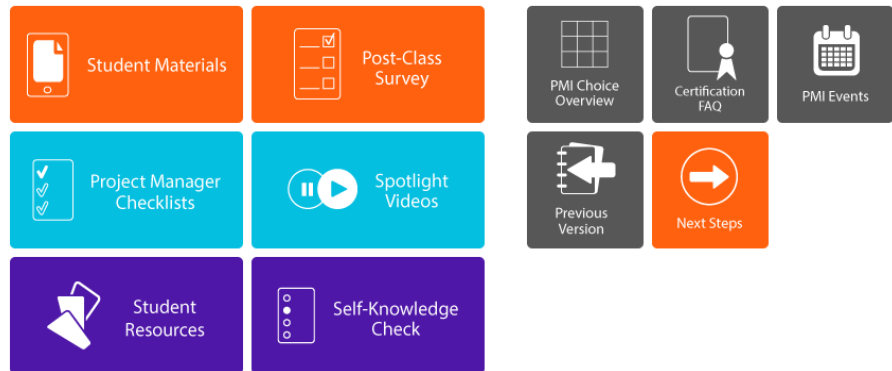 Student Materials
Post-Class
Survey
Project Manager
Checklists
Spotlight
Videos
Student
Resources
Self-Knowledge
Check
PMI Choice
Overview
Certification
FAQ
PMI Events
Previous
Version
Next Steps